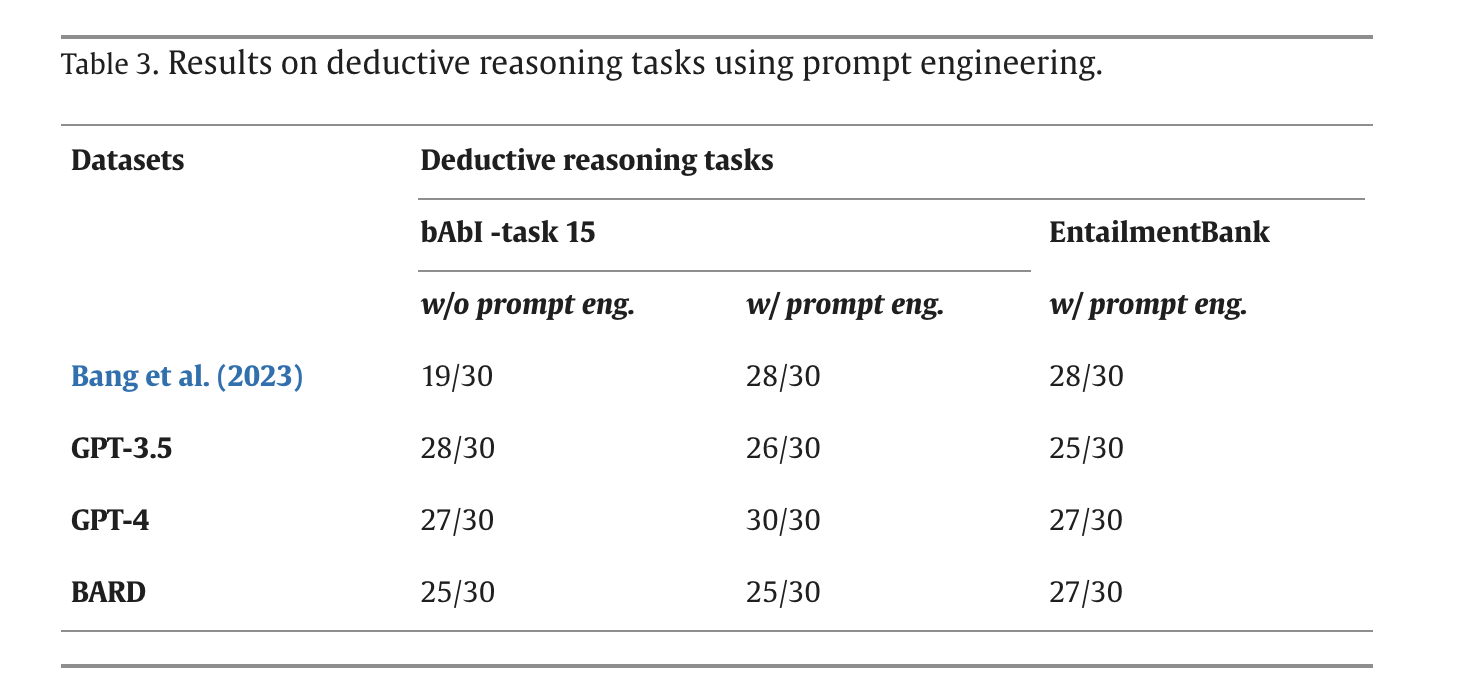 Table 3. Results on deductive reasoning tasks using prompt engineering.
Datasets Deductive reasoning tasks
bAbI -task 15 EntailmentBank
w/o prompt eng. w/ prompt eng. w/ prompt eng.
Bang et al. (2023) 19/30 28/30 28/30
GPT-3.5 28/30 26/30 25/30
GPT-4 27/30 30/30 27/30
BARD 25/30 25/30 27/30